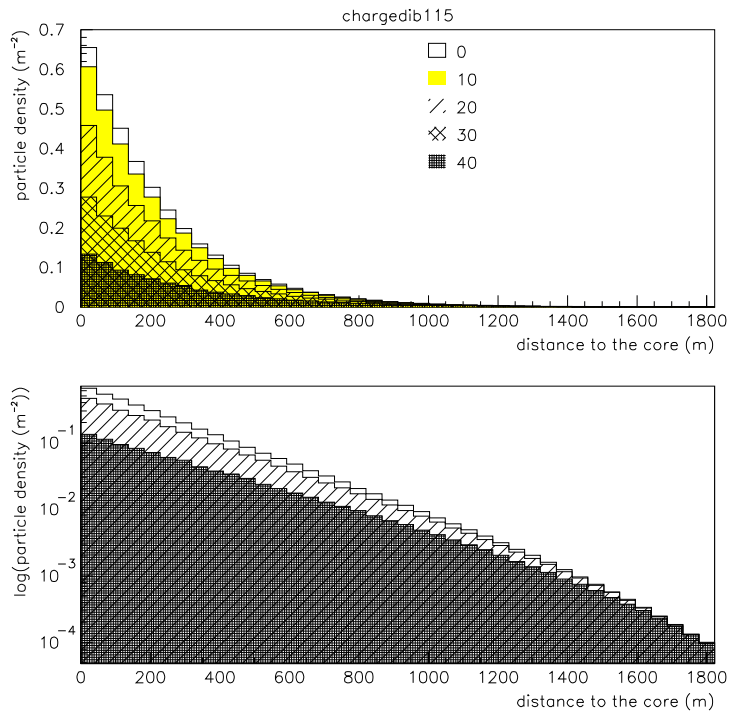 chargedib115
particle density (m⁻²)
0.7
0.6
0.5
0.4
0.3
0.2
0.1
0
0
10
20
30
40
0 200 400 600 800 1000 1200 1400 1600 1800
distance to the core (m)
log(particle density (m⁻²))
10⁻¹
10⁻²
10⁻³
10⁻⁴
0 200 400 600 800 1000 1200 1400 1600 1800
distance to the core (m)